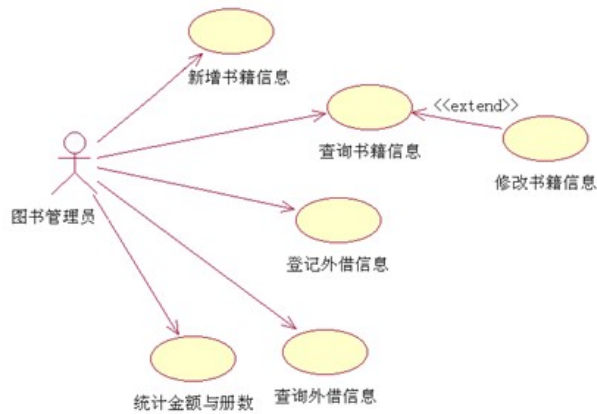 新增书籍信息
<<extend>>
查询书籍信息
修改书籍信息
图书管理员
登记外借信息
统计金额与册数
查询外借信息